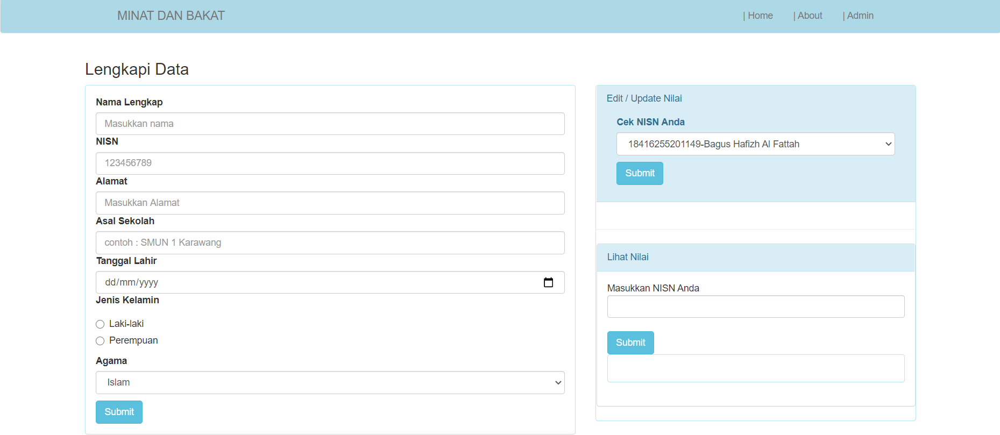 MINAT DAN BAKAT
| Home | About | Admin
Lengkapi Data
Nama Lengkap
Masukkan nama
NISN
123456789
Alamat
Masukkan Alamat
Asal Sekolah
contoh : SMUN 1 Karawang
Tanggal Lahir
dd/mm/yyyy
Jenis Kelamin
Laki-laki
Perempuan
Agama
Islam
Submit
Edit / Update Nilai
Cek NISN Anda
18416255201149-Bagus Hafizh Al Fattah
Submit
Lihat Nilai
Masukkan NISN Anda
Submit